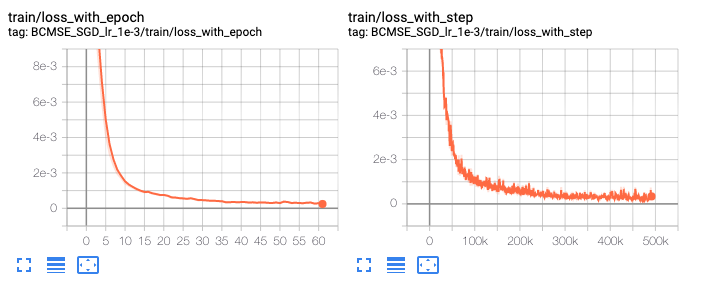 train/loss_with_epoch
tag: BCMSE_SGD_lr_1e-3/train/loss_with_epoch
8e-3
6e-3
4e-3
2e-3
0
0 5 10 15 20 25 30 35 40 45 50 55 60
train/loss_with_step
tag: BCMSE_SGD_lr_1e-3/train/loss_with_step
6e-3
4e-3
2e-3
0
0 100k 200k 300k 400k 500k